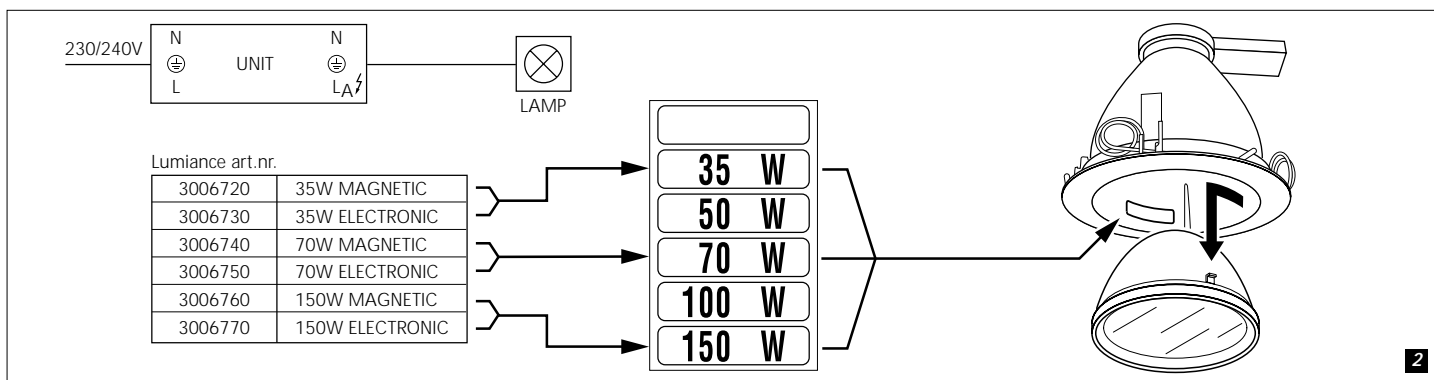 230/240V
N N
UNIT
L LA
LAMP
Lumiance art.nr.
3006720 35W MAGNETIC
3006730 35W ELECTRONIC
3006740 70W MAGNETIC
3006750 70W ELECTRONIC
3006760 150W MAGNETIC
3006770 150W ELECTRONIC
35 W
50 W
70 W
100 W
150 W
2